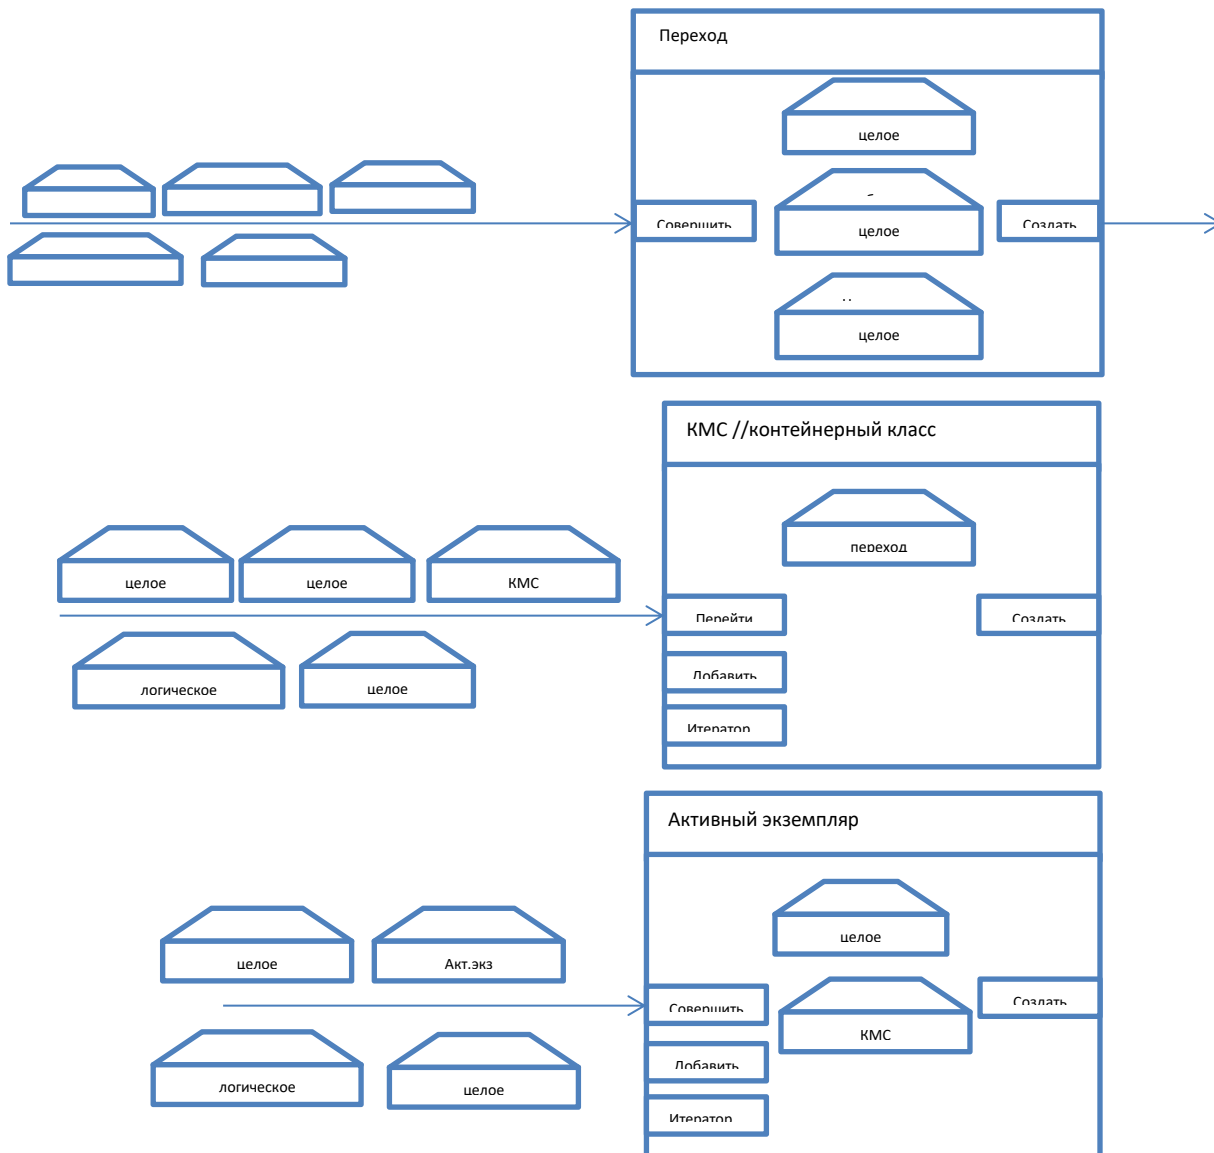 Переход
целое
Совершить
целое
Создать
целое
КМС //контейнерный класс
переход
целое
целое
КМС
Перейти
Создать
логическое
целое
Добавить
Итератор
Активный экземпляр
целое
целое
Акт.экз
Совершить
КМС
Создать
логическое
целое
Добавить
Итератор